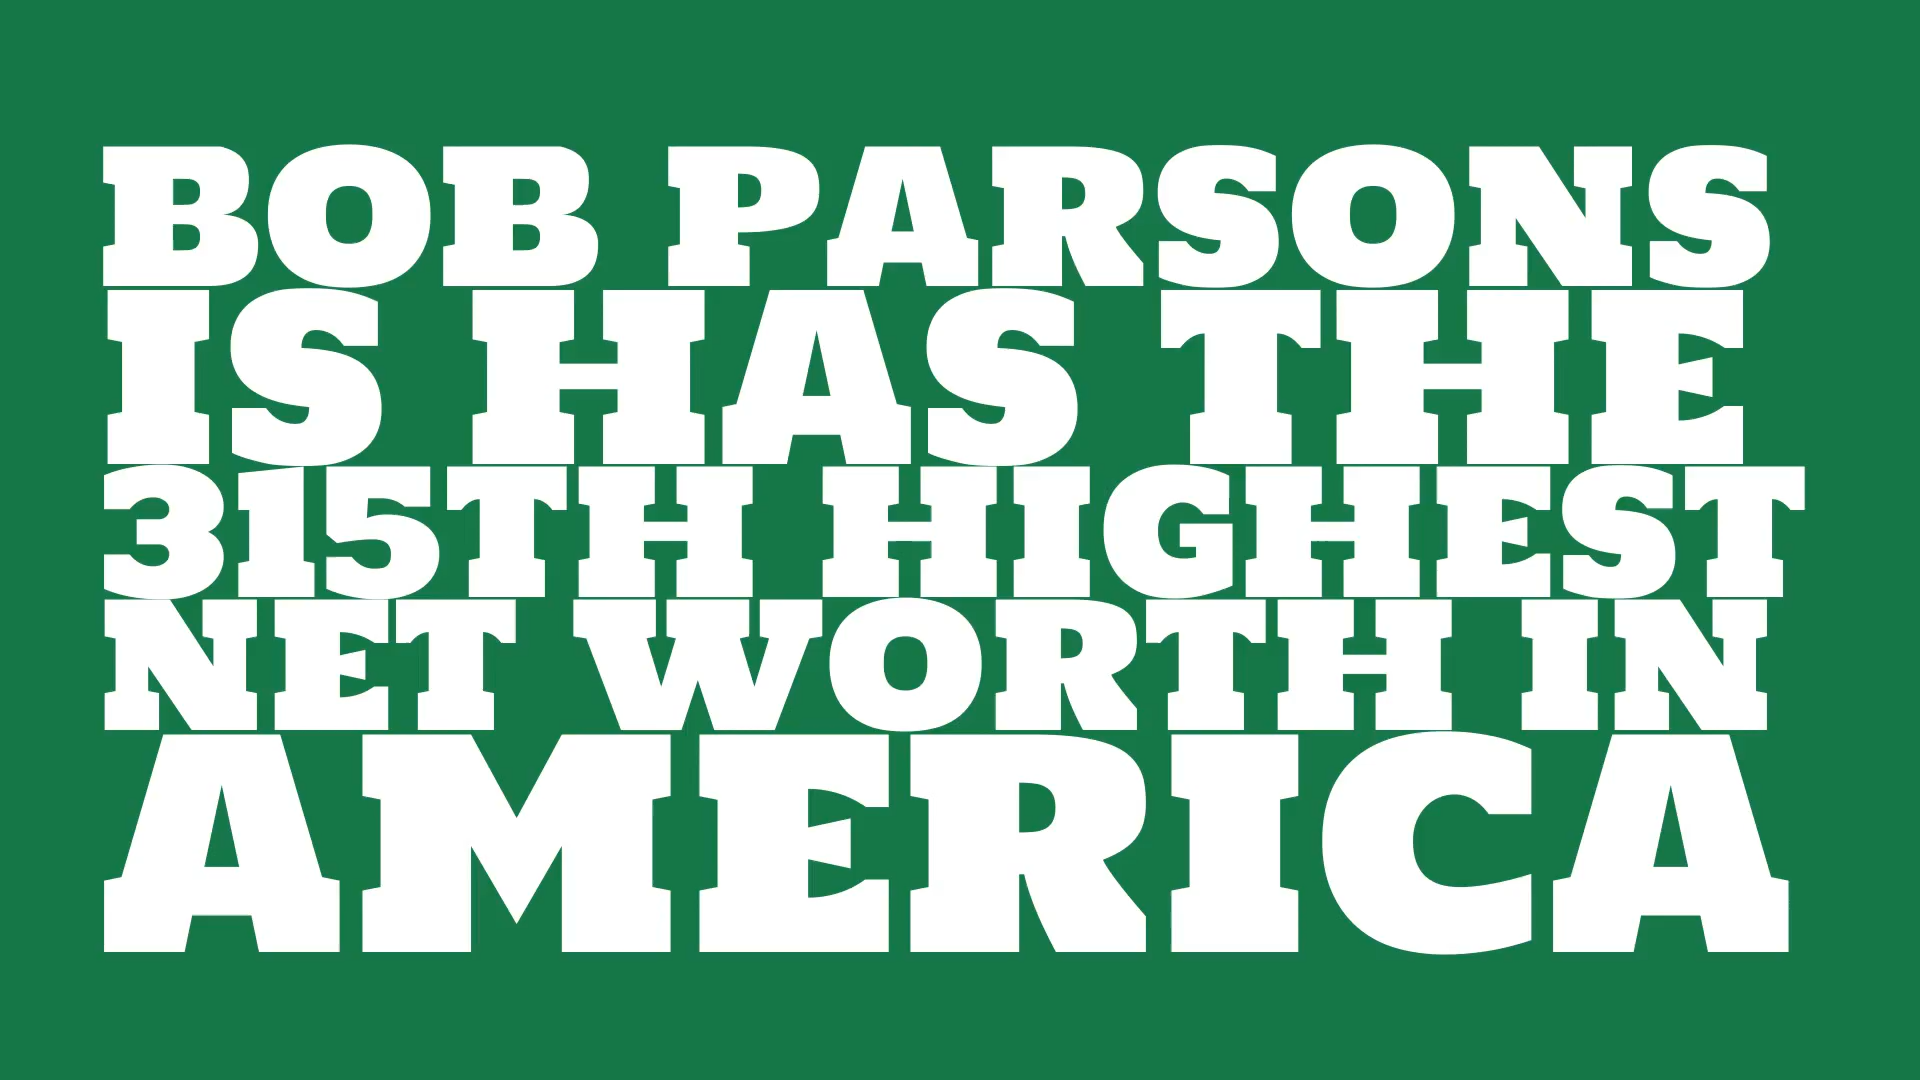 BOB PARSONS
IS HAS THE
315TH HIGHEST
NET WORTH IN
AMERICA